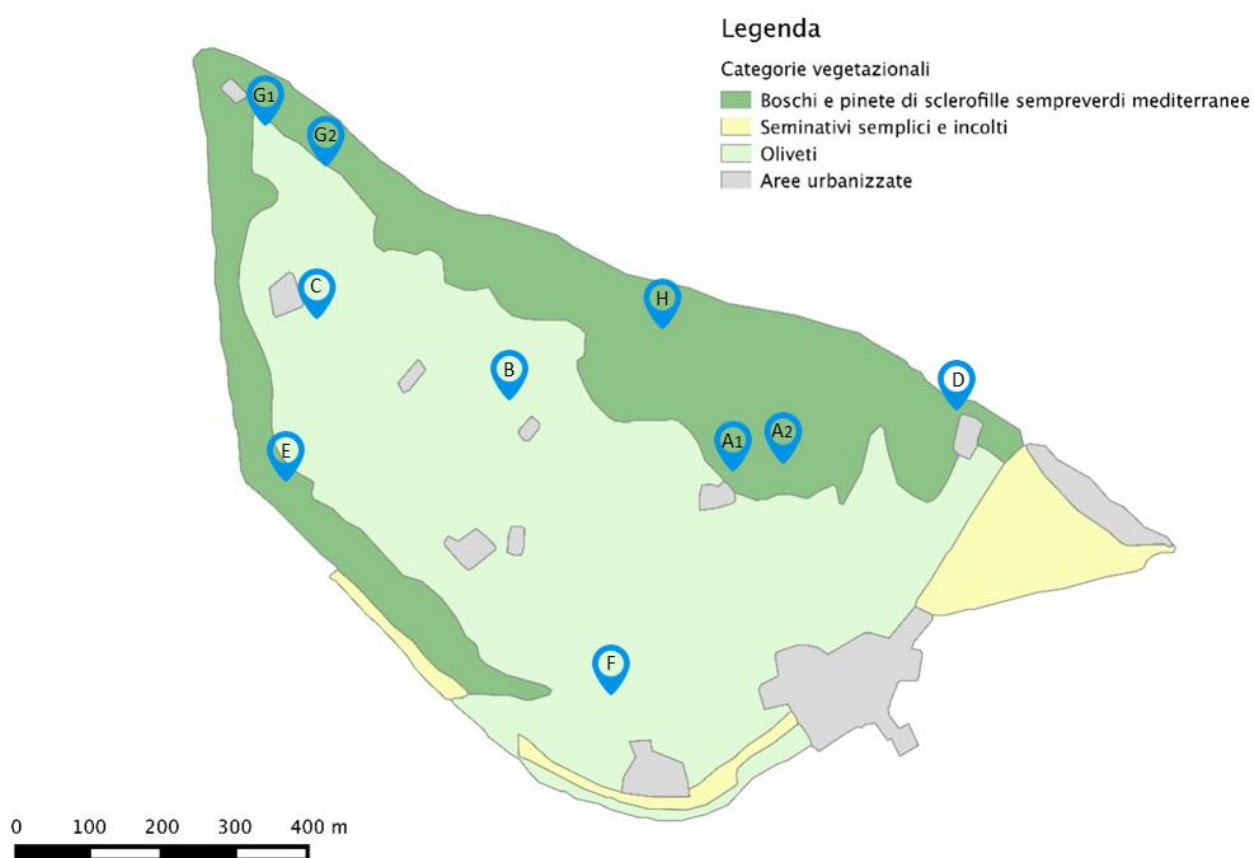 Legenda
Categorie vegetazionali
Boschi e pinete di sclerofille sempreverdi mediterranee
Seminativi semplici e incolti
Oliveti
Aree urbanizzate
G1
G2
C
H
B
D
A1
A2
E
F
0 100 200 300 400 m